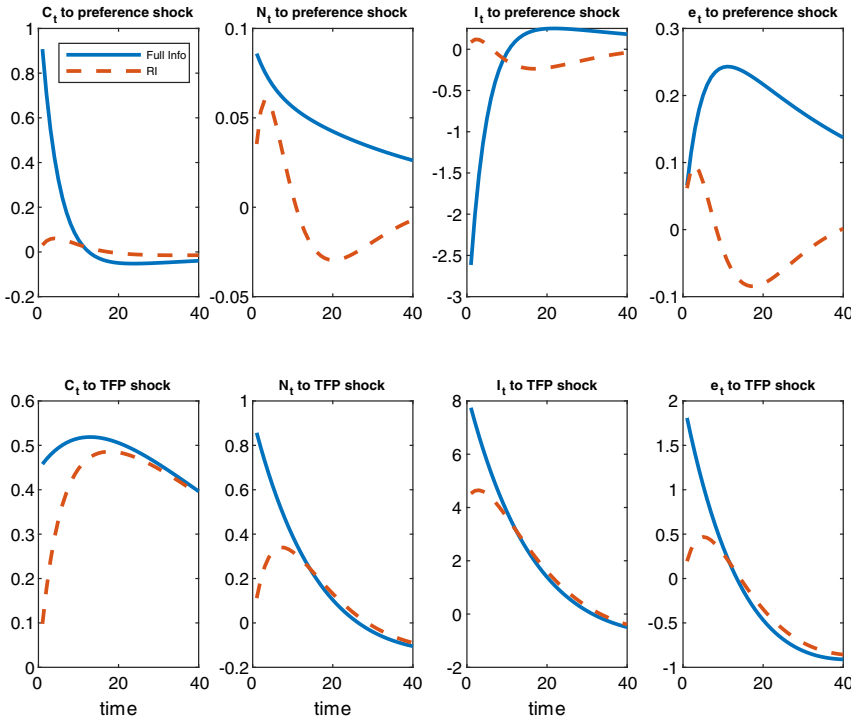 C_t to preference shock
N_t to preference shock
I_t to preference shock
e_t to preference shock
1
0.8
0.6
0.4
0.2
0
-0.2
Full Info
RI
0 20 40
0.1
0.05
0
-0.05
0 20 40
0
-0.5
-1
-1.5
-2
-2.5
-3
0 20 40
0.3
0.2
0.1
0
-0.1
0 20 40
C_t to TFP shock
N_t to TFP shock
I_t to TFP shock
e_t to TFP shock
0.6
0.5
0.4
0.3
0.2
0.1
0
0 20 40
time
1
0.8
0.6
0.4
0.2
0
-0.2
0 20 40
time
8
6
4
2
0
-2
0 20 40
time
2
1.5
1
0.5
0
-0.5
-1
0 20 40
time